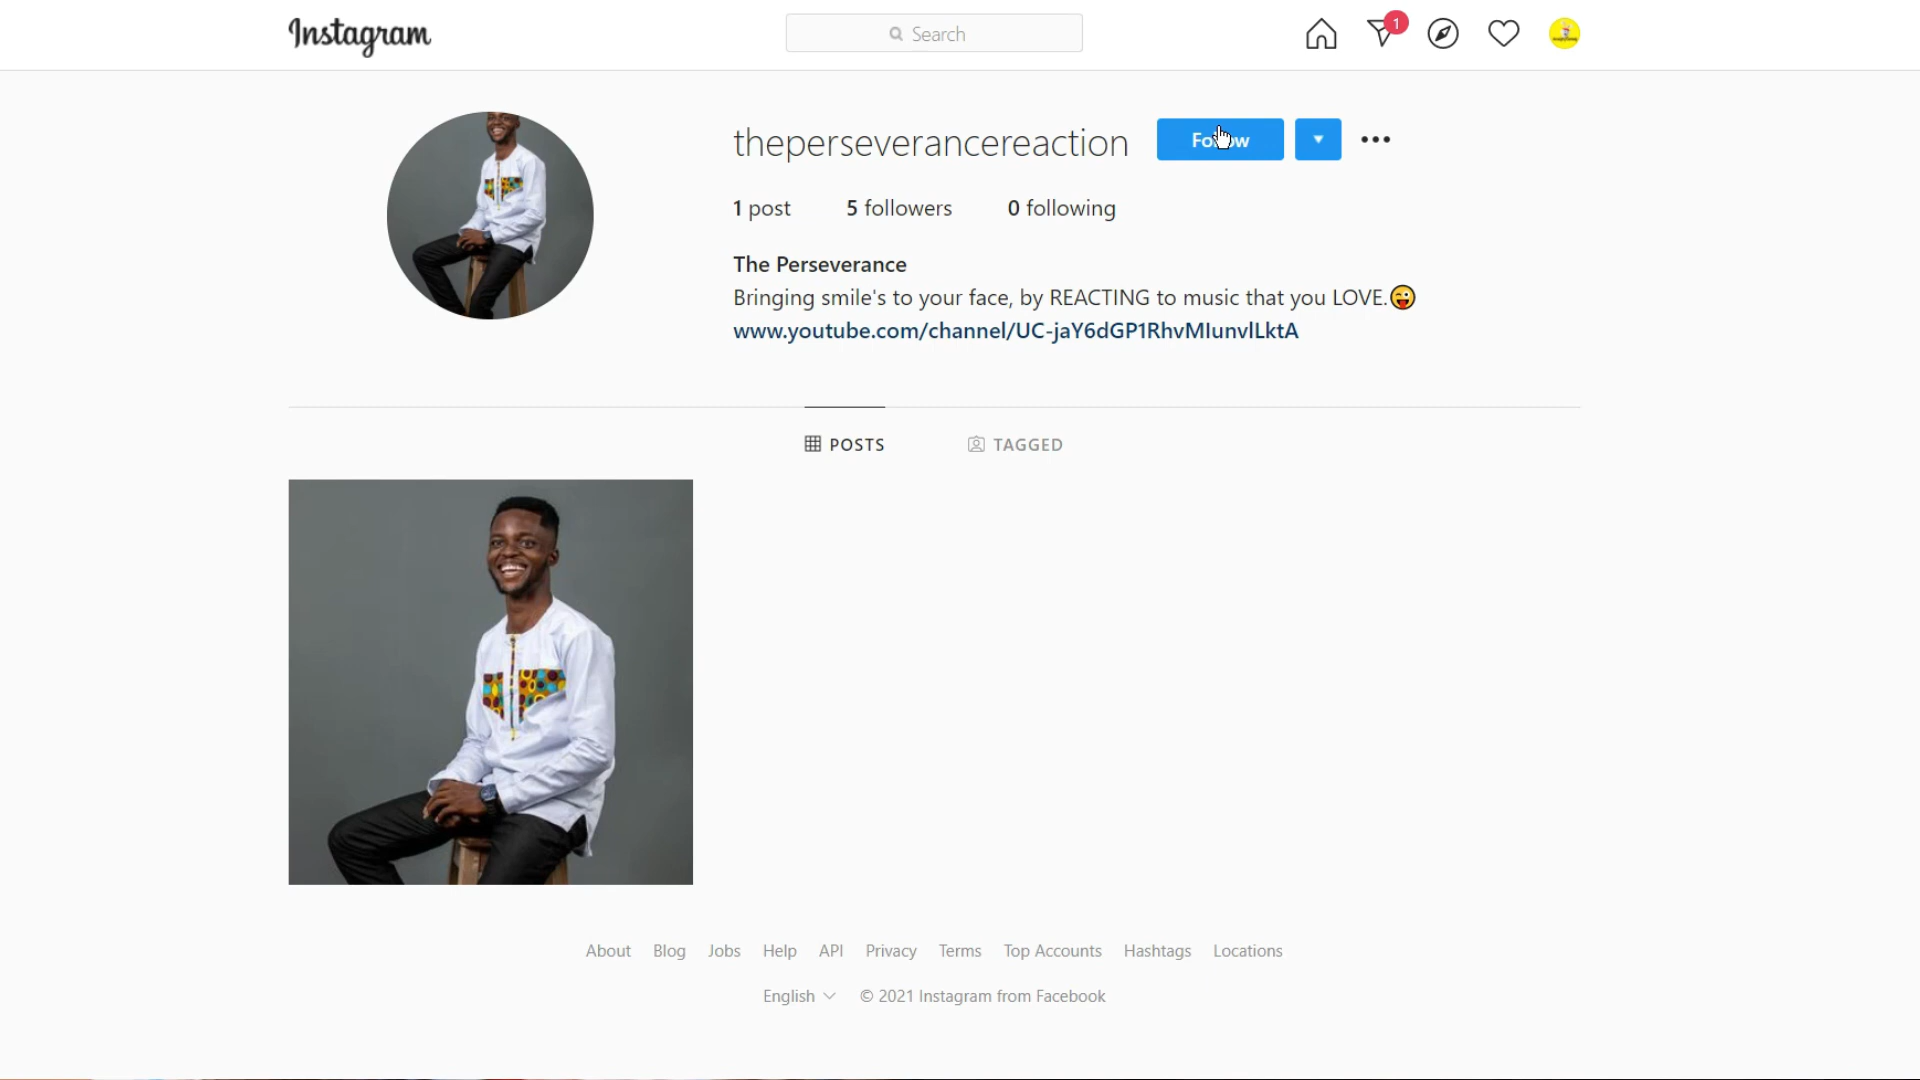 Instagram
Search
1
theperseverancereaction
Follow
1 post 5 followers 0 following
The Perseverance
Bringing smile's to your face, by REACTING to music that you LOVE.😜
www.youtube.com/channel/UC-jaY6dGP1RhvMIunvlLktA
POSTS TAGGED
About Blog Jobs Help API Privacy Terms Top Accounts Hashtags Locations
English © 2021 Instagram from Facebook